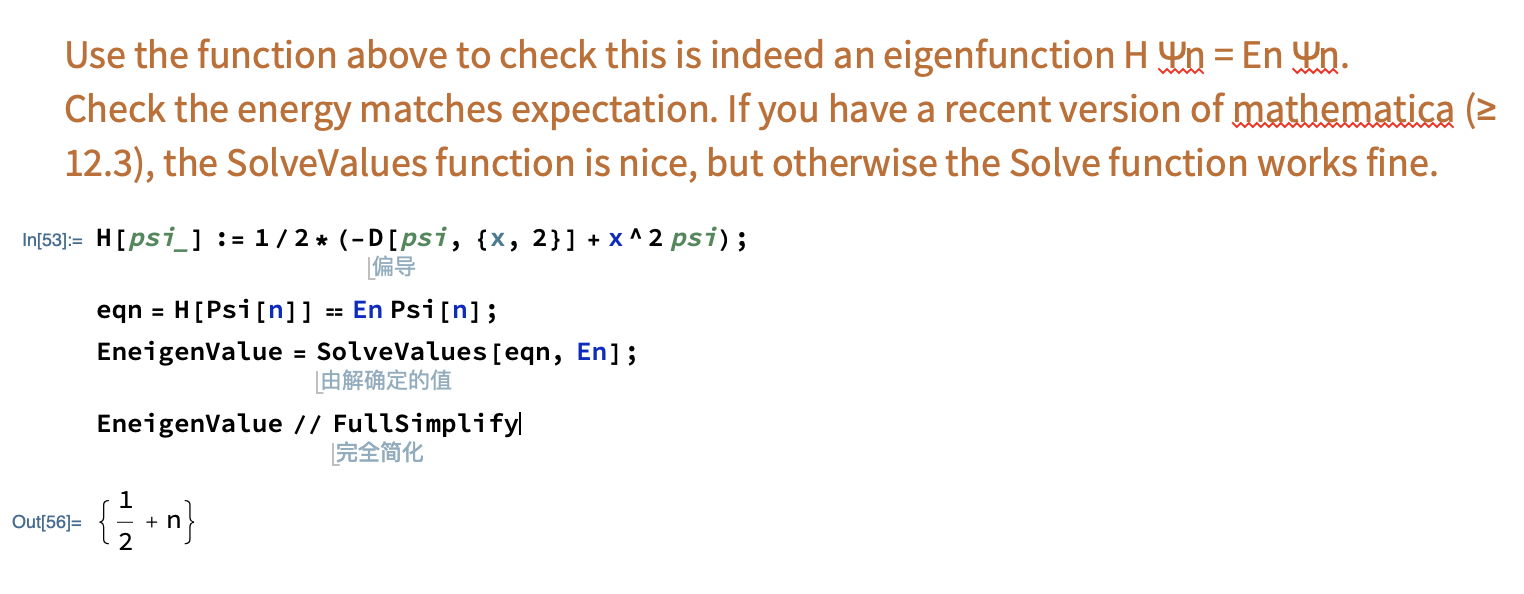 Use the function above to check this is indeed an eigenfunction H Ψn = En Ψn.
Check the energy matches expectation. If you have a recent version of mathematica (≥
12.3), the SolveValues function is nice, but otherwise the Solve function works fine.
In[53]:= H[psi_] := 1 / 2 * (-D[psi, {x, 2}] + x ^ 2 psi);
偏导
eqn = H[Psi[n]] == En Psi[n];
EneigenValue = SolveValues[eqn, En];
由解确定的值
EneigenValue // FullSimplify
完全简化
Out[56]= {1/2 + n}